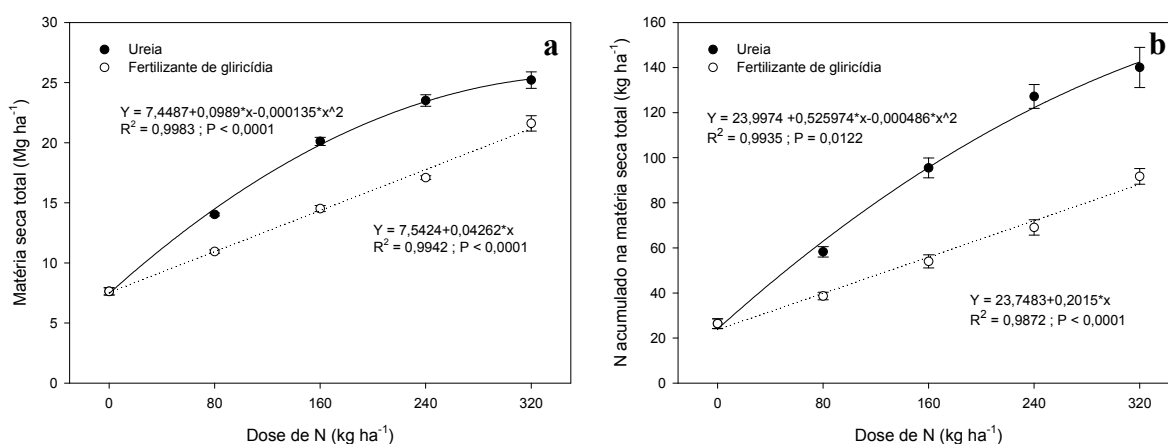 a
Ureia
Fertilizante de gliricídia
Y = 7,4487+0,0989*x-0,000135*x^2
R² = 0,9983 ; P < 0,0001
Y = 7,5424+0,04262*x
R² = 0,9942 ; P < 0,0001
Matéria seca total (Mg ha⁻¹)
30
25
20
15
10
5
0
0 80 160 240 320
Dose de N (kg ha⁻¹)
b
Ureia
Fertilizante de gliricídia
Y = 23,9974 +0,525974*x-0,000486*x^2
R² = 0,9935 ; P = 0,0122
Y = 23,7483+0,2015*x
R² = 0,9872 ; P < 0,0001
N acumulado na matéria seca total (kg ha⁻¹)
160
140
120
100
80
60
40
20
0
0 80 160 240 320
Dose de N (kg ha⁻¹)